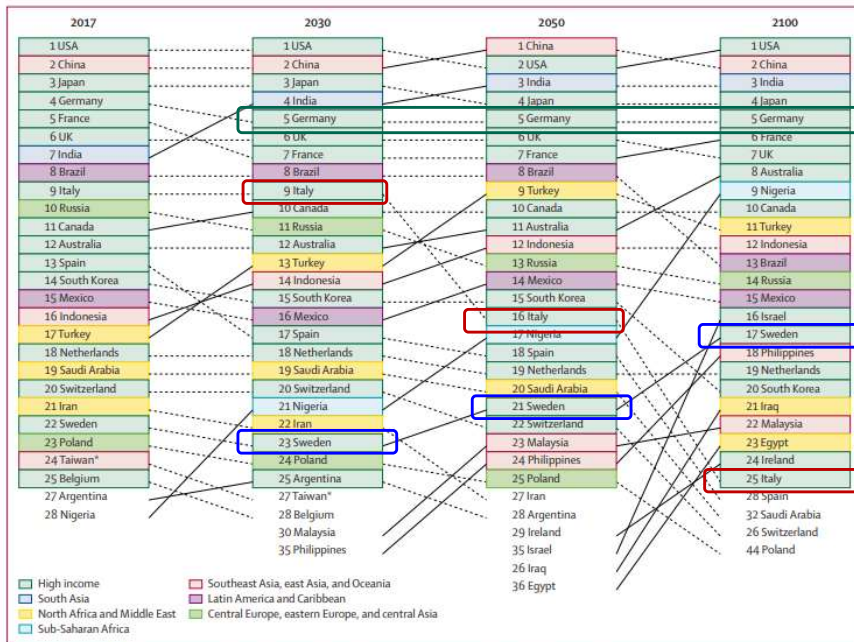 2017
1 USA
2 China
3 Japan
4 Germany
5 France
6 UK
7 India
8 Brazil
9 Italy
10 Russia
11 Canada
12 Australia
13 Spain
14 South Korea
15 Mexico
16 Indonesia
17 Turkey
18 Netherlands
19 Saudi Arabia
20 Switzerland
21 Iran
22 Sweden
23 Poland
24 Taiwan*
25 Belgium
27 Argentina
28 Nigeria
2030
1 USA
2 China
3 Japan
4 India
5 Germany
6 UK
7 France
8 Brazil
9 Italy
10 Canada
11 Russia
12 Australia
13 Turkey
14 Indonesia
15 South Korea
16 Mexico
17 Spain
18 Netherlands
19 Saudi Arabia
20 Switzerland
21 Nigeria
22 Iran
23 Sweden
24 Poland
25 Argentina
27 Taiwan*
28 Belgium
30 Malaysia
35 Philippines
2050
1 China
2 USA
3 India
4 Japan
5 Germany
6 UK
7 France
8 Brazil
9 Turkey
10 Canada
11 Australia
12 Indonesia
13 Russia
14 Mexico
15 South Korea
16 Italy
17 Nigeria
18 Spain
19 Netherlands
20 Saudi Arabia
21 Sweden
22 Switzerland
23 Malaysia
24 Philippines
25 Poland
27 Iran
28 Argentina
29 Ireland
35 Israel
26 Iraq
36 Egypt
2100
1 USA
2 China
3 India
4 Japan
5 Germany
6 France
7 UK
8 Australia
9 Nigeria
10 Canada
11 Turkey
12 Indonesia
13 Brazil
14 Russia
15 Mexico
16 Israel
17 Sweden
18 Philippines
19 Netherlands
20 South Korea
21 Iraq
22 Malaysia
23 Egypt
24 Ireland
25 Italy
28 Spain
32 Saudi Arabia
26 Switzerland
44 Poland
High income
South Asia
North Africa and Middle East
Sub-Saharan Africa
Southeast Asia, east Asia, and Oceania
Latin America and Caribbean
Central Europe, eastern Europe, and central Asia